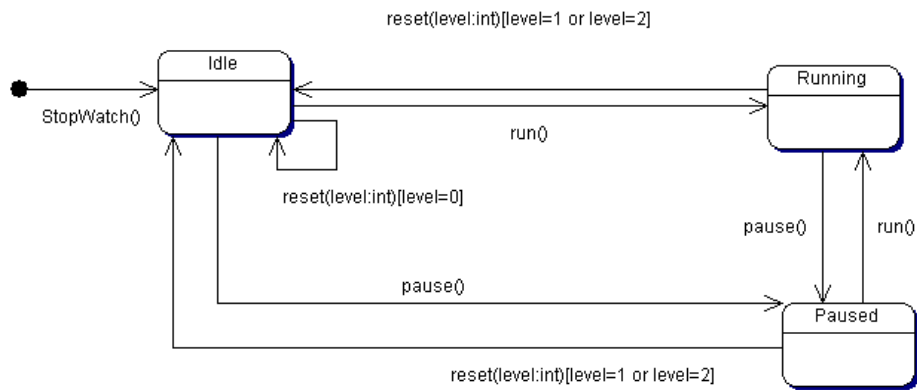 reset(level:int)[level=1 or level=2]
Idle
Running
StopWatch()
run()
reset(level:int)[level=0]
pause()
run()
pause()
Paused
reset(level:int)[level=1 or level=2]